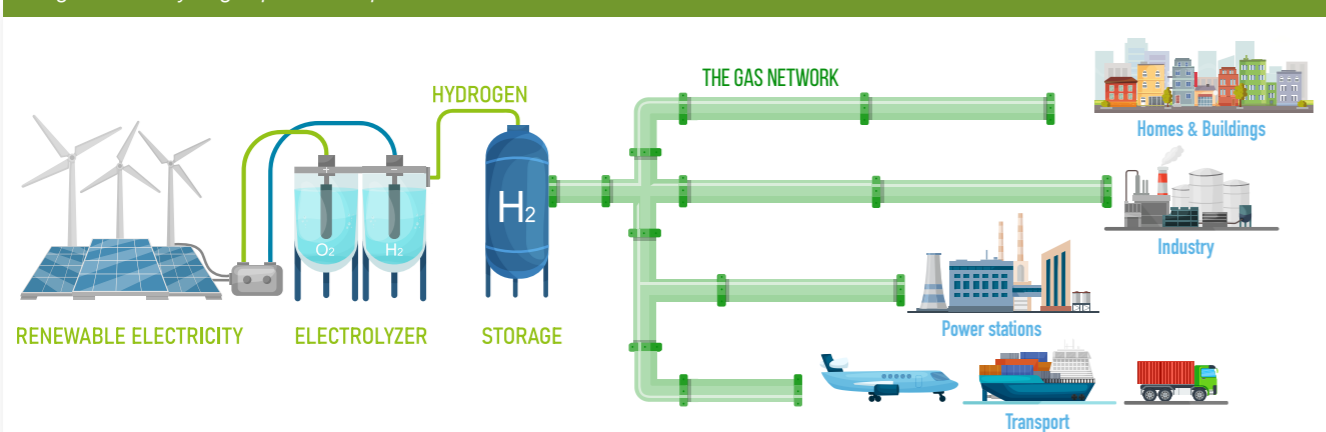 THE GAS NETWORK
HYDROGEN
Homes & Buildings
+
−
H2
O2
H2
Industry
RENEWABLE ELECTRICITY
ELECTROLYZER
STORAGE
Power stations
Transport